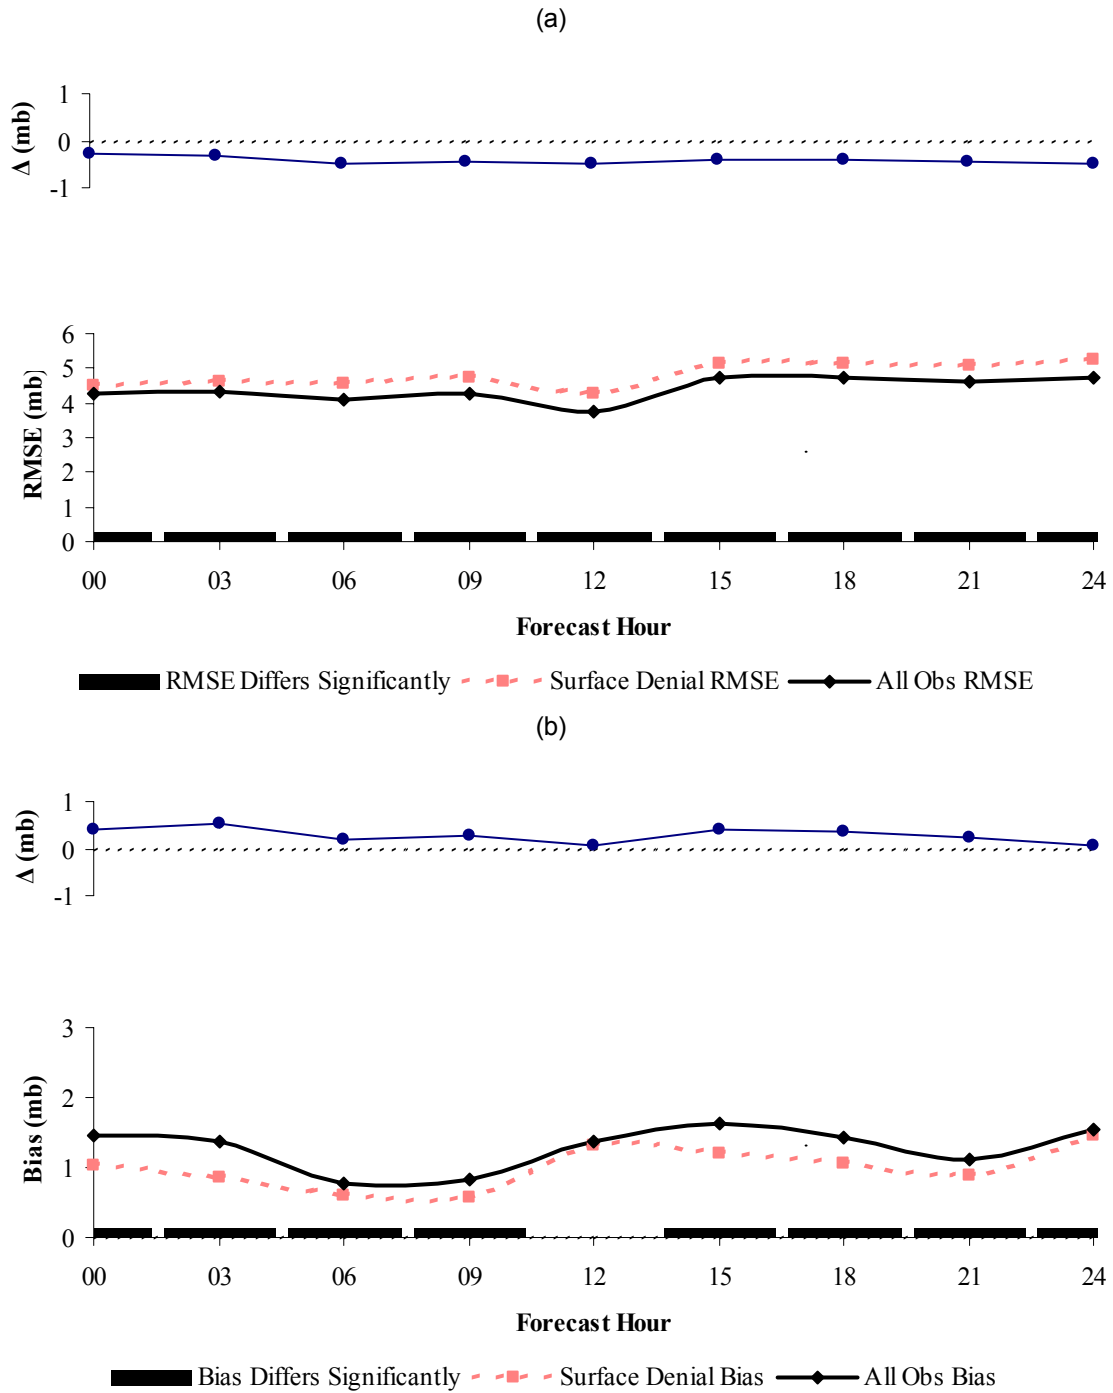 (a)
1
0
-1
Δ (mb)
6
5
4
3
2
1
0
RMSE (mb)
00 03 06 09 12 15 18 21 24
Forecast Hour
RMSE Differs Significantly Surface Denial RMSE All Obs RMSE
(b)
1
0
-1
Δ (mb)
3
2
1
0
Bias (mb)
00 03 06 09 12 15 18 21 24
Forecast Hour
Bias Differs Significantly Surface Denial Bias All Obs Bias